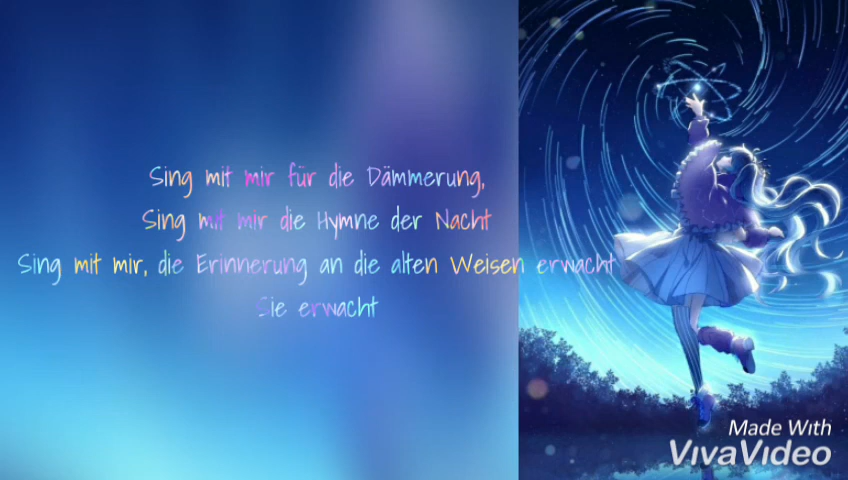 Sing mit mir für die Dämmerung,
Sing mit mir die Hymne der Nacht
Sing mit mir, die Erinnerung an die alten Weisen erwacht
Sie erwacht
Made With
VivaVideo